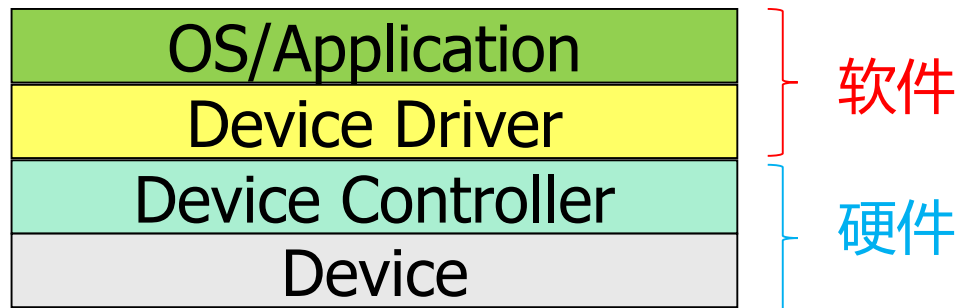 OS/Application
Device Driver
软件
Device Controller
Device
硬件